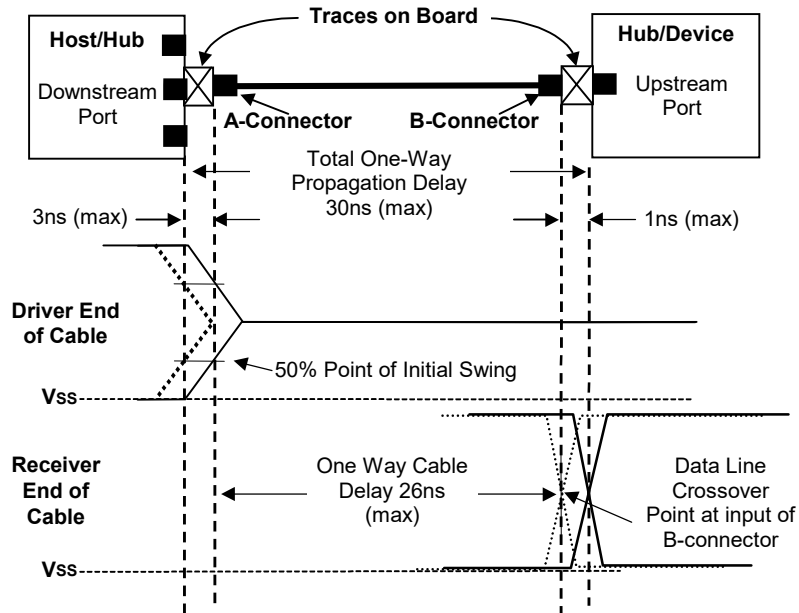 Traces on Board
Host/Hub
Downstream
Port
Hub/Device
Upstream
Port
A-Connector
B-Connector
Total One-Way
Propagation Delay
30ns (max)
3ns (max)
1ns (max)
Driver End
of Cable
50% Point of Initial Swing
VSS
Receiver
End of
Cable
One Way Cable
Delay 26ns
(max)
Data Line
Crossover
Point at input of
B-connector
VSS